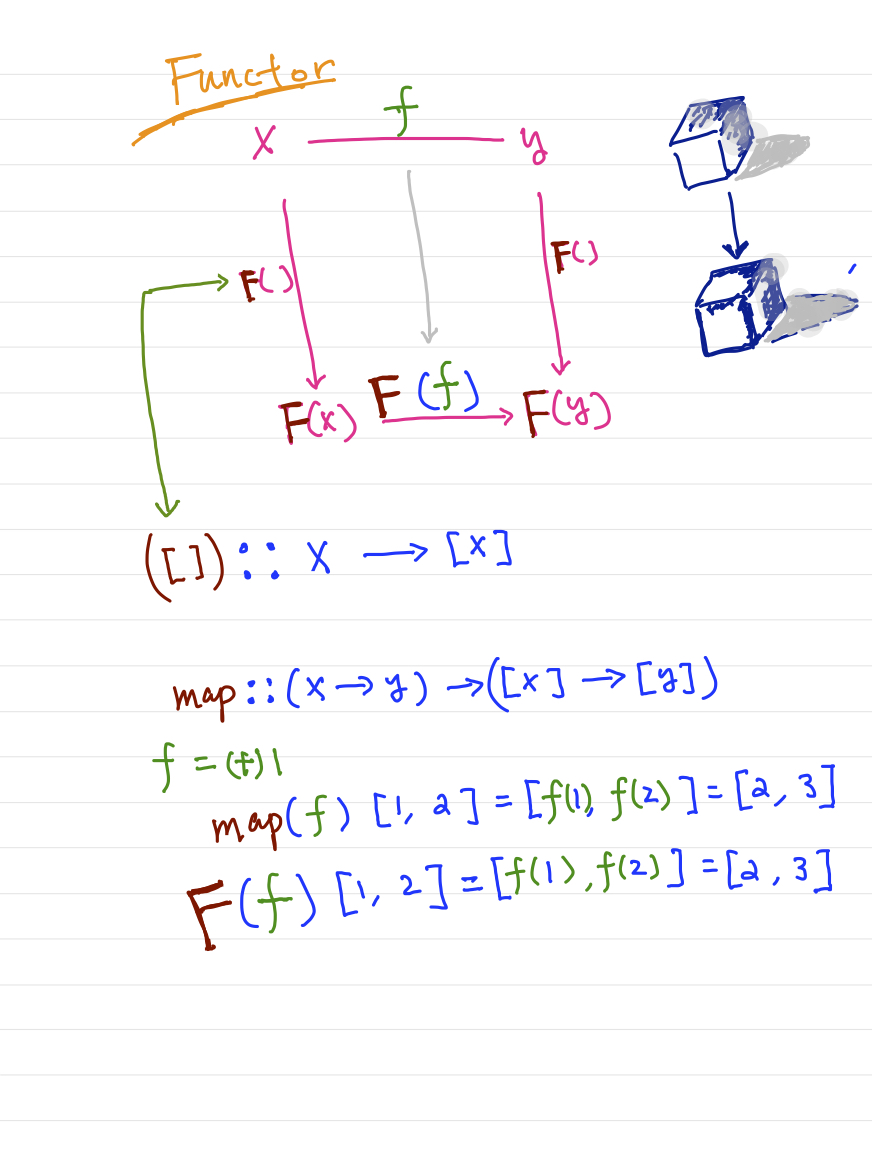 Functor
f
x y
F() F()
F(x) F(f) F(y)
([]) :: x → [x]
map :: (x → y) → ([x] → [y])
f = (+) 1
map(f) [1, 2] = [f(1), f(2)] = [2, 3]
F(f) [1, 2] = [f(1), f(2)] = [2, 3]